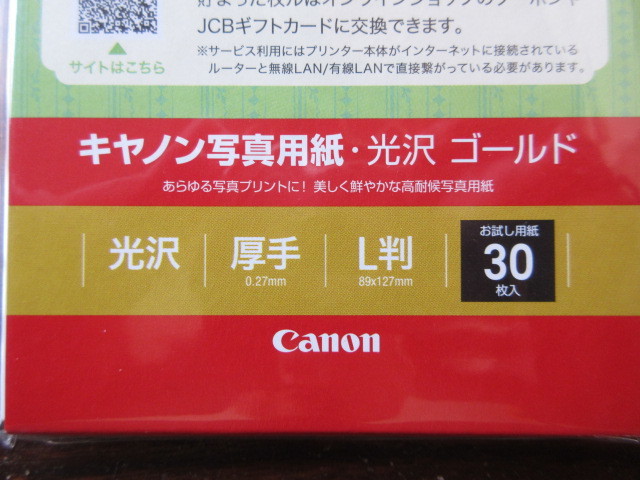 JCBギフトカードに交換できます。
※サービス利用にはプリンター本体がインターネットに接続されている
ルーターと無線LAN/有線LANで直接繋がっている必要があります。
サイトはこちら
キヤノン写真用紙・光沢 ゴールド
あらゆる写真プリントに! 美しく鮮やかな高耐候写真用紙
光沢
厚手
0.27mm
L判
89x127mm
お試し用紙
30
枚入
Canon